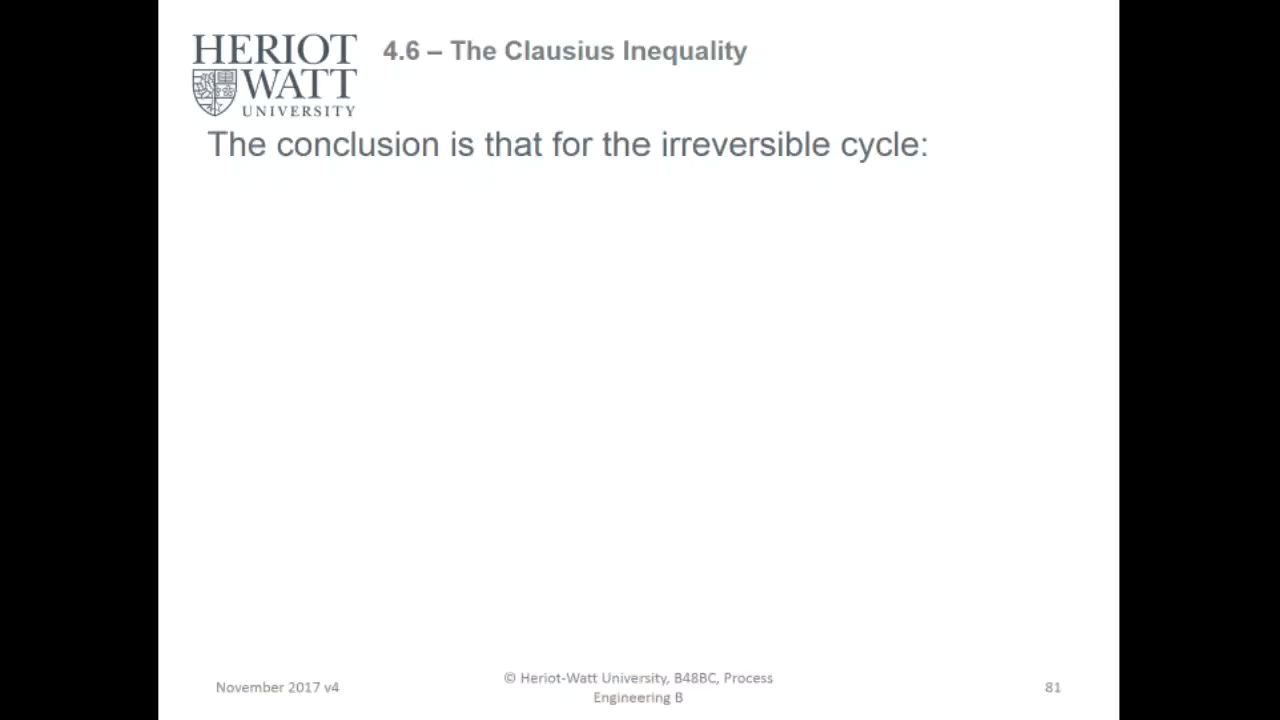 HERIOT
WATT
UNIVERSITY
4.6 – The Clausius Inequality
The conclusion is that for the irreversible cycle:
November 2017 v4
© Heriot-Watt University, B48BC, Process
Engineering B
81